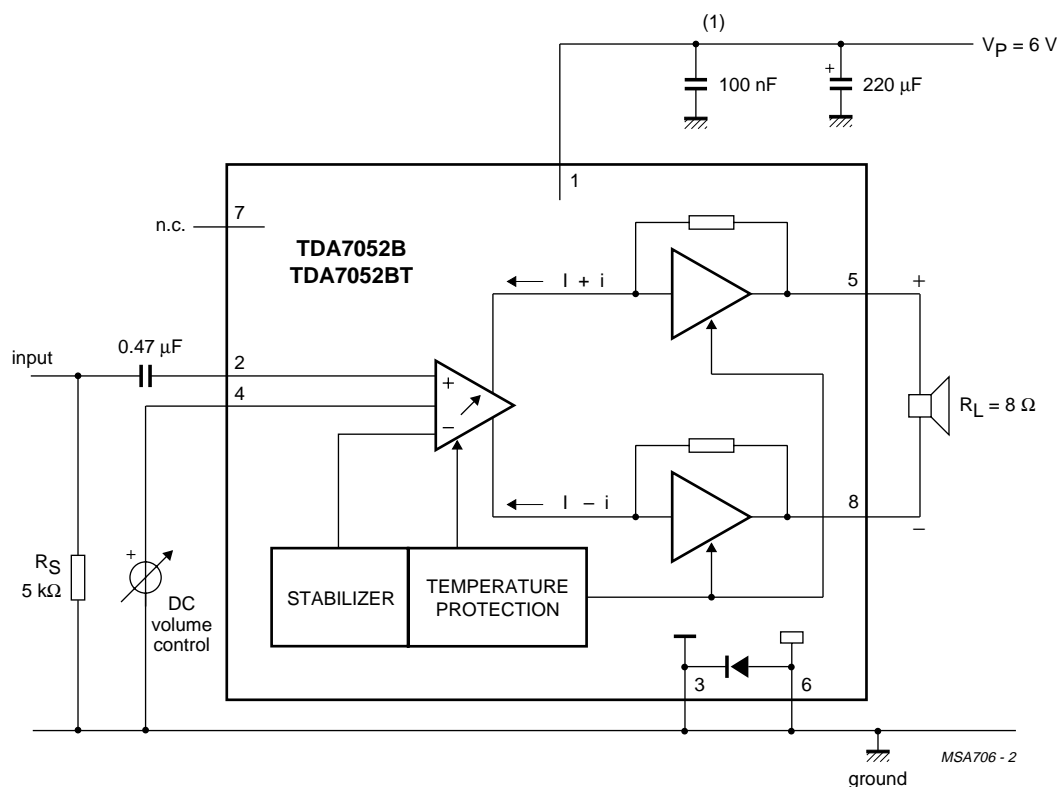 (1)
V_P = 6 V
100 nF
+
220 μF
1
7
n.c.
TDA7052B
TDA7052BT
I + i
5
+
input
0.47 μF
2
4
+
−
R_L = 8 Ω
I − i
8
−
R_S
5 kΩ
+
DC
volume
control
STABILIZER
TEMPERATURE
PROTECTION
3
6
MSA706 - 2
ground